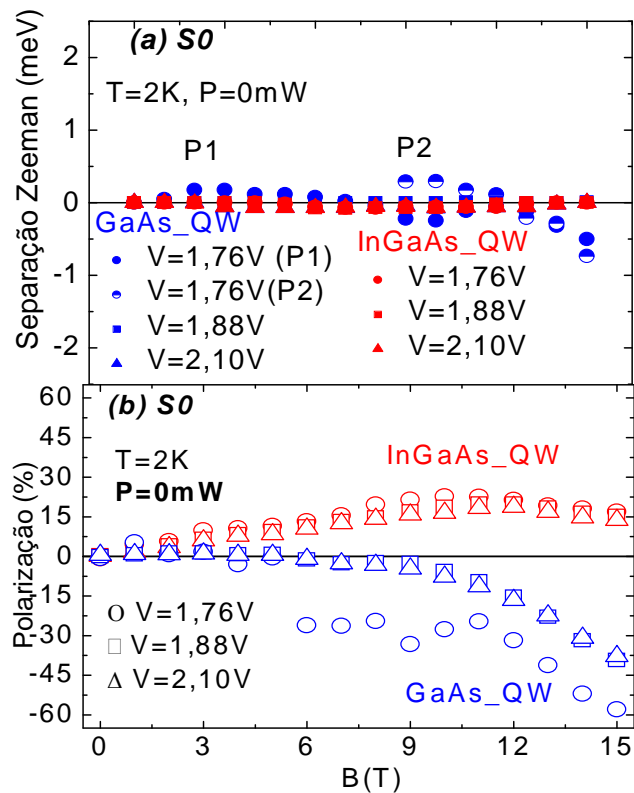 (a) S0
T=2K, P=0mW
P1
P2
GaAs_QW
V=1,76V (P1)
V=1,76V(P2)
V=1,88V
V=2,10V
InGaAs_QW
V=1,76V
V=1,88V
V=2,10V
Separação Zeeman (meV)
2
1
0
-1
-2
(b) S0
T=2K
P=0mW
InGaAs_QW
V=1,76V
V=1,88V
V=2,10V
GaAs_QW
Polarização (%)
60
45
30
15
0
-15
-30
-45
-60
0 3 6 9 12 15
B(T)